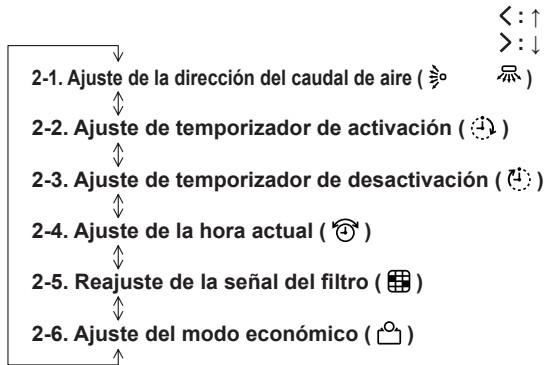 < : ↑
> : ↓
2-1. Ajuste de la dirección del caudal de aire ( )
2-2. Ajuste de temporizador de activación ( )
2-3. Ajuste de temporizador de desactivación ( )
2-4. Ajuste de la hora actual ( )
2-5. Reajuste de la señal del filtro ( )
2-6. Ajuste del modo económico ( )